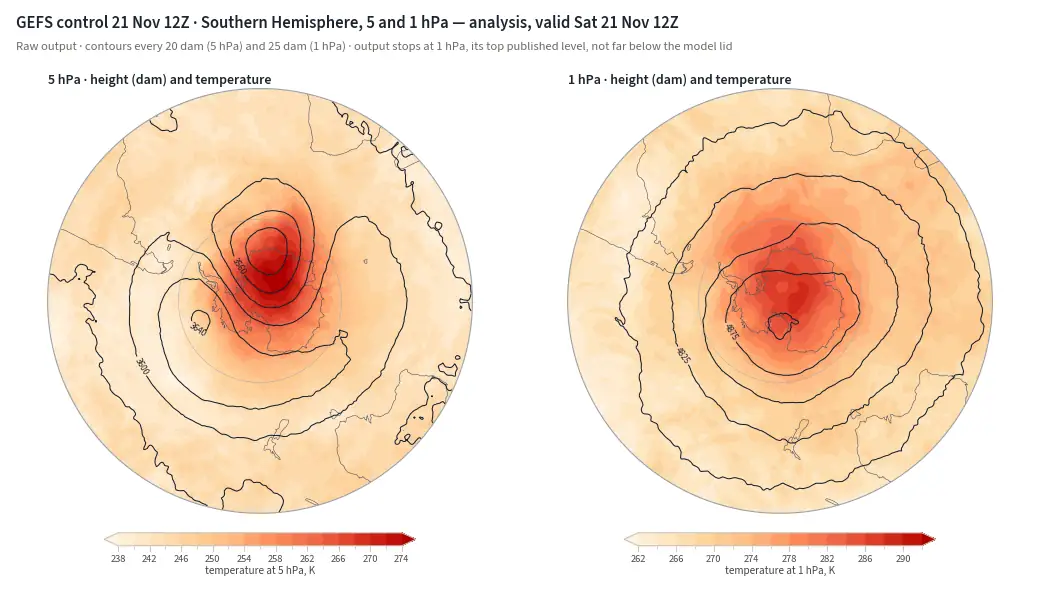 GEFS control 21 Nov 12Z · Southern Hemisphere, 5 and 1 hPa — analysis, valid Sat 21 Nov 12Z
Raw output · contours every 20 dam (5 hPa) and 25 dam (1 hPa) · output stops at 1 hPa, its top published level, not far below the model lid
5 hPa · height (dam) and temperature
1 hPa · height (dam) and temperature
3640
3600
4875
4825
238 242 246 250 254 258 262 266 270 274
temperature at 5 hPa, K
262 266 270 274 278 282 286 290
temperature at 1 hPa, K